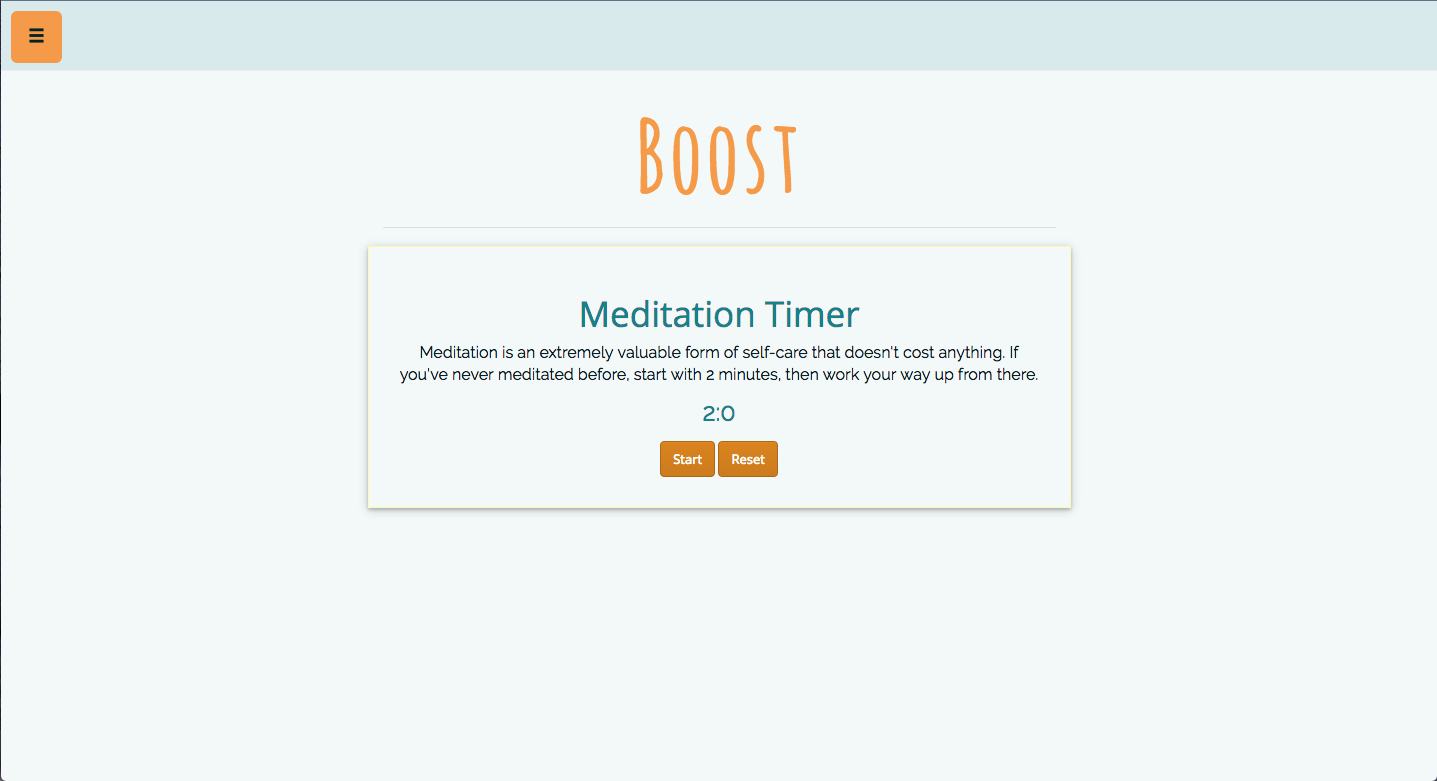 Boost
Meditation Timer
Meditation is an extremely valuable form of self-care that doesn't cost anything. If
you've never meditated before, start with 2 minutes, then work your way up from there.
2:0
Start Reset